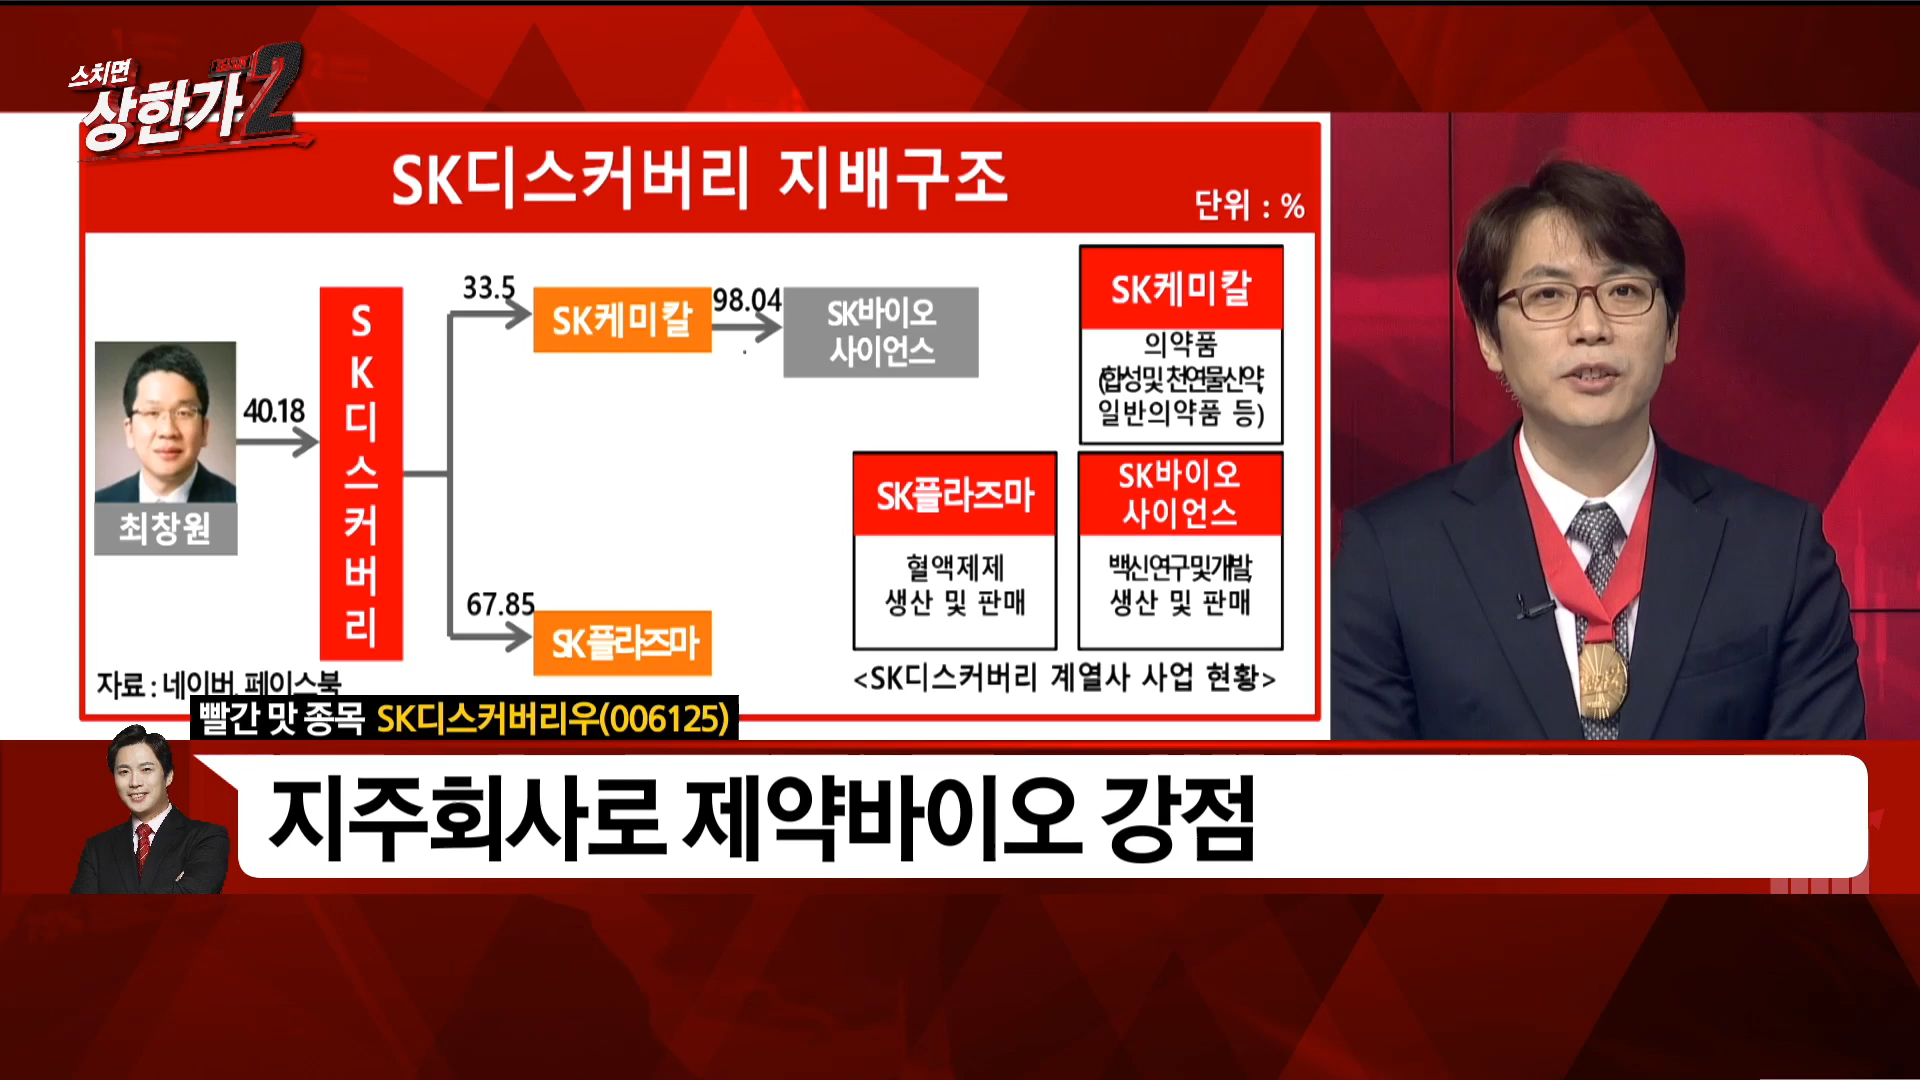 스치면
상한가2
SK디스커버리 지배구조
단위 : %
최창원
40.18
SK디스커버리
33.5
SK케미칼
98.04
SK바이오
사이언스
67.85
SK플라즈마
SK케미칼
의약품
(합성및 천연물신약,
일반의약품 등)
SK플라즈마
혈액제제
생산 및 판매
SK바이오
사이언스
백신연구및개발,
생산 및 판매
<SK디스커버리 계열사 사업 현황>
자료 : 네이버, 페이스북
빨간 맛 종목 SK디스커버리우(006125)
지주회사로 제약바이오 강점